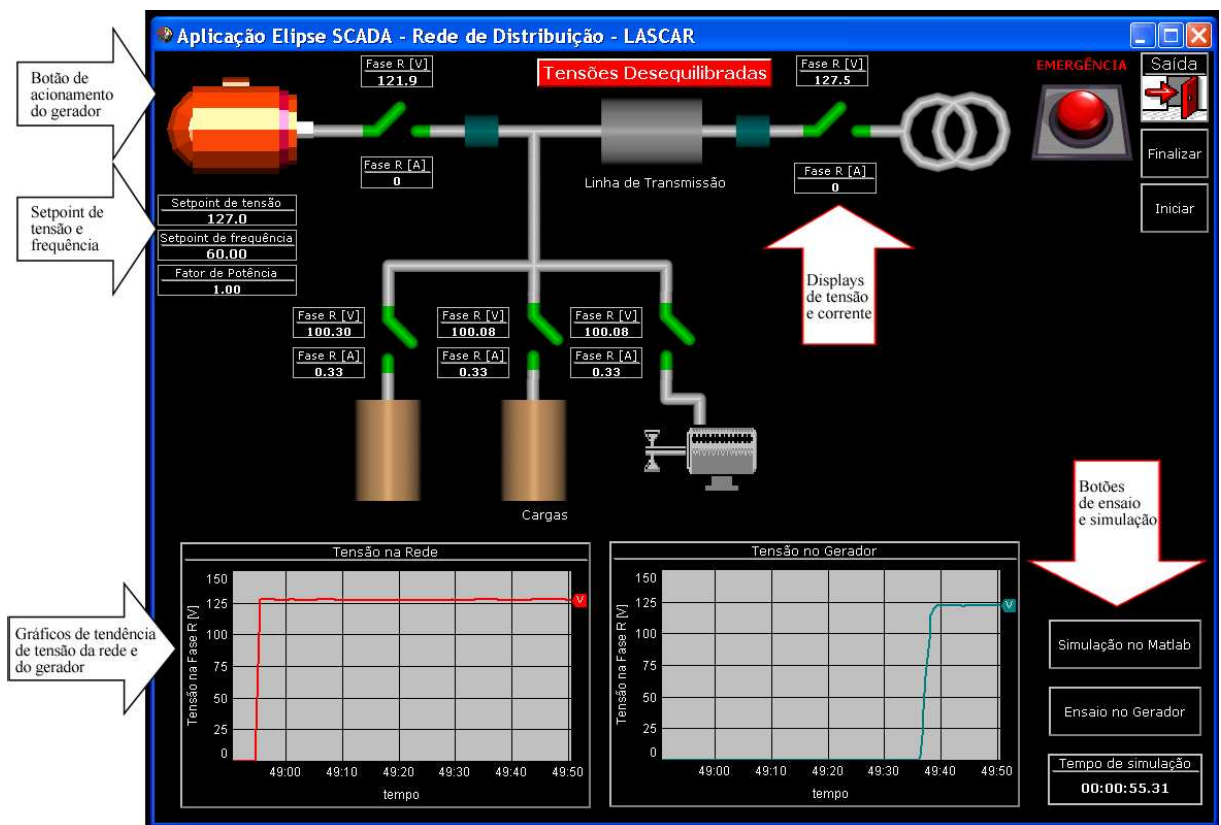 Aplicação Elipse SCADA - Rede de Distribuição - LASCAR
Botão de
acionamento
do gerador
Fase R [V]
121.9
Tensões Desequilibradas
Fase R [V]
127.5
EMERGÊNCIA
Saída
Fase R [A]
0
Linha de Transmissão
Fase R [A]
0
Finalizar
Iniciar
Setpoint de
tensão e
frequência
Setpoint de tensão
127.0
Setpoint de frequência
60.00
Fator de Potência
1.00
Displays
de tensão
e corrente
Fase R [V]
100.30
Fase R [V]
100.08
Fase R [V]
100.08
Fase R [A]
0.33
Fase R [A]
0.33
Fase R [A]
0.33
Cargas
Botões
de ensaio
e simulação
Gráficos de tendência
de tensão da rede e
do gerador
Tensão na Rede
Tensão na Fase R [V]
150
125
100
75
50
25
0
V
49:00
49:10
49:20
49:30
49:40
49:50
tempo
Tensão no Gerador
Tensão na Fase R [V]
150
125
100
75
50
25
0
V
49:00
49:10
49:20
49:30
49:40
49:50
tempo
Simulação no Matlab
Ensaio no Gerador
Tempo de simulação
00:00:55.31